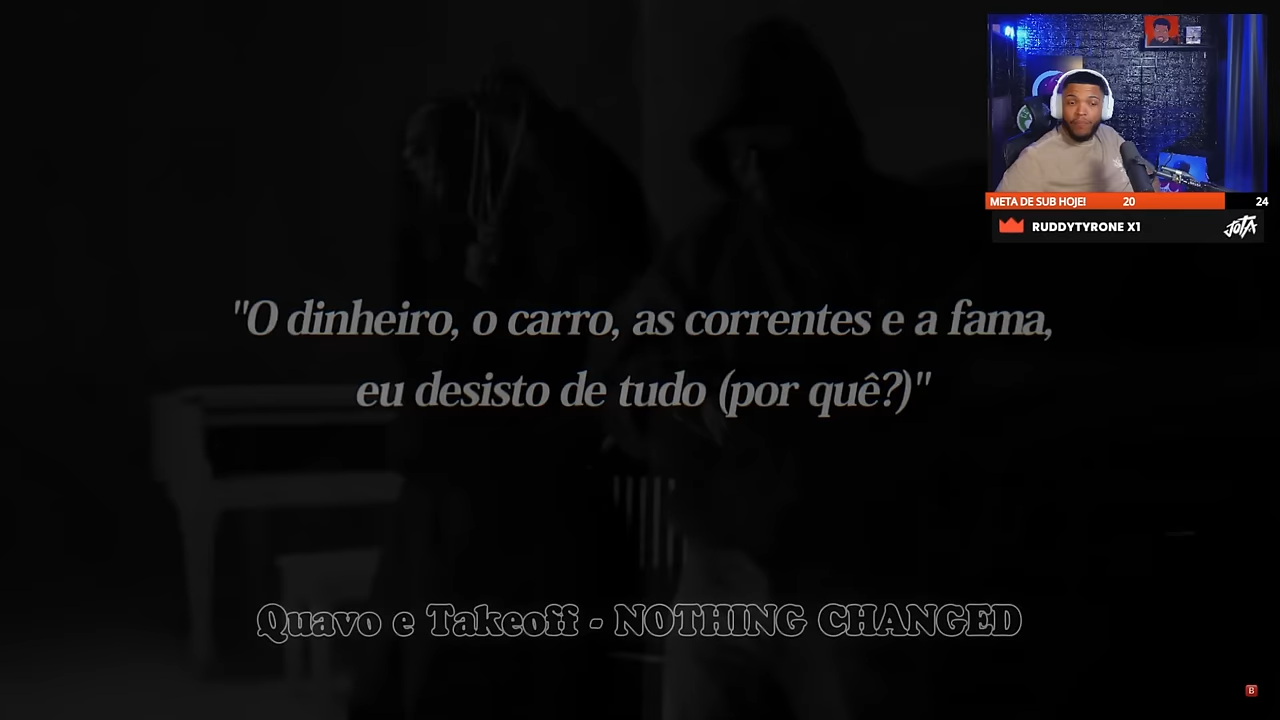 META DE SUB HOJE! 20 24
RUDDYTYRONE X1 JOTA
"O dinheiro, o carro, as correntes e a fama,
eu desisto de tudo (por quê?)"
Quavo e Takeoff - NOTHING CHANGED
B